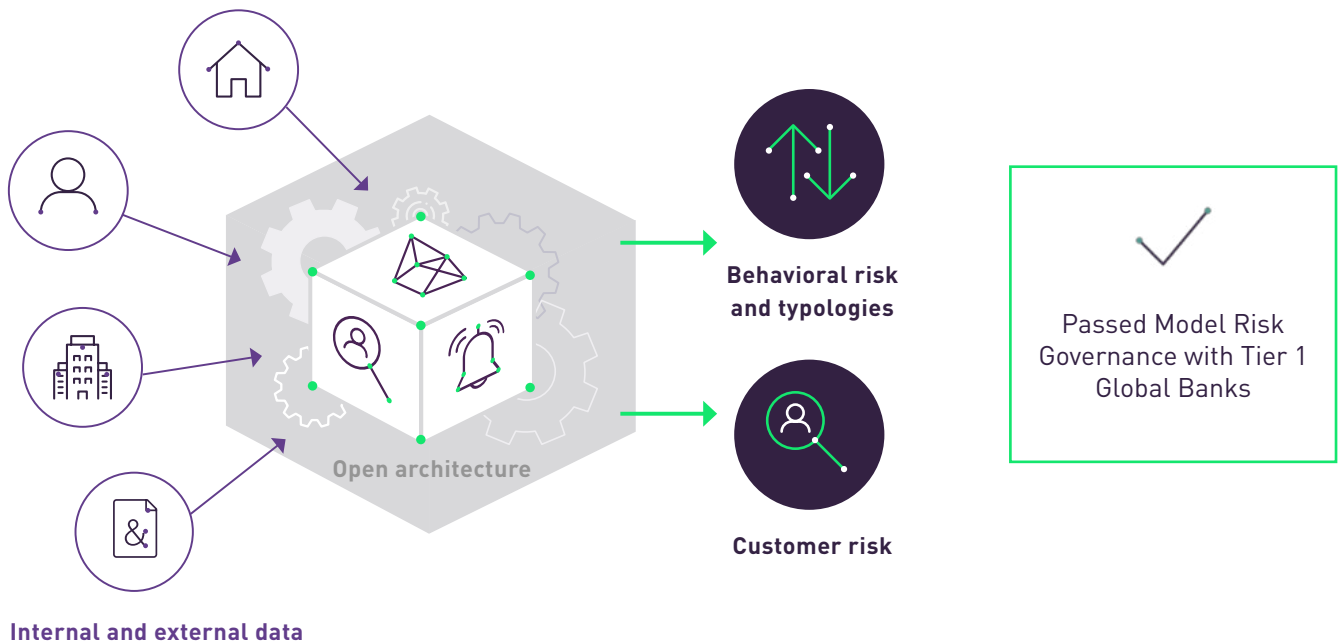 Behavioral risk
and typologies
Passed Model Risk
Governance with Tier 1
Global Banks
Open architecture
&
Customer risk
Internal and external data